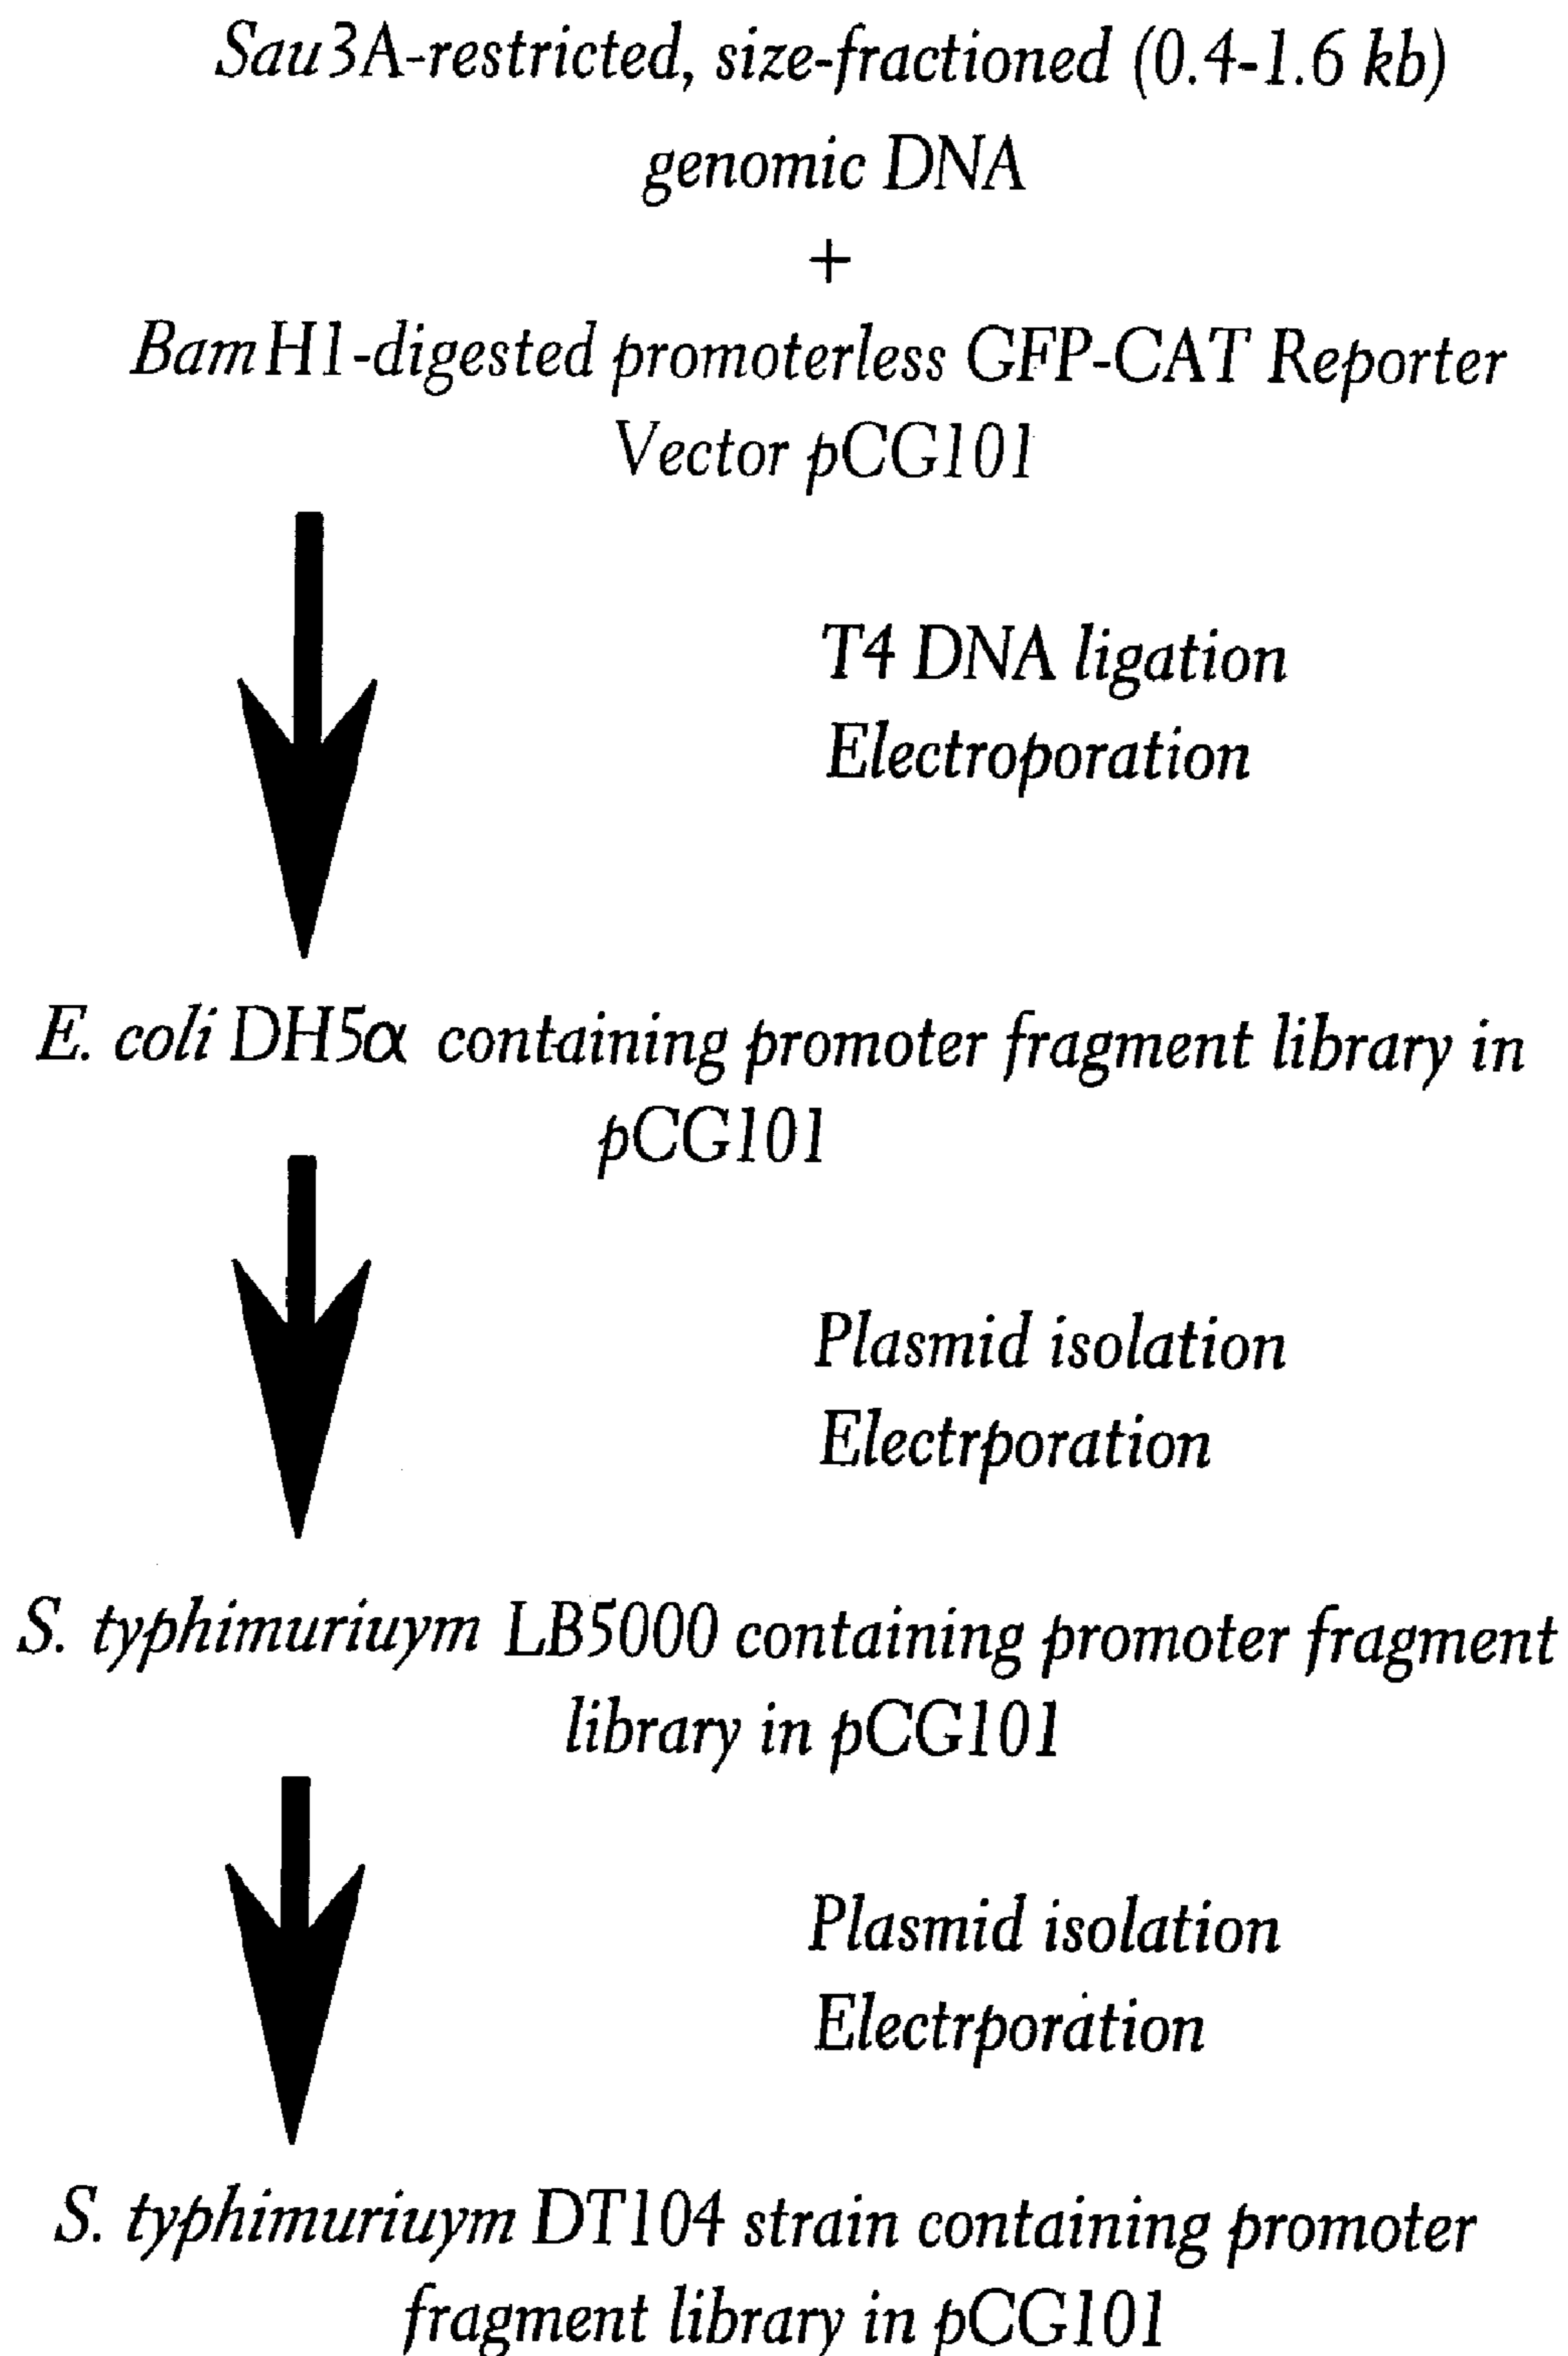 Sau3A-restricted, size-fractioned (0.4-1.6 kb)
genomic DNA
+
BamH1-digested promoterless GFP-CAT Reporter
Vector pCG101
T4 DNA ligation
Electroporation
E. coli DH5α containing promoter fragment library in
pCG101
Plasmid isolation
Electrporation
S. typhimuriuym LB5000 containing promoter fragment
library in pCG101
Plasmid isolation
Electrporation
S. typhimuriuym DT104 strain containing promoter
fragment library in pCG101